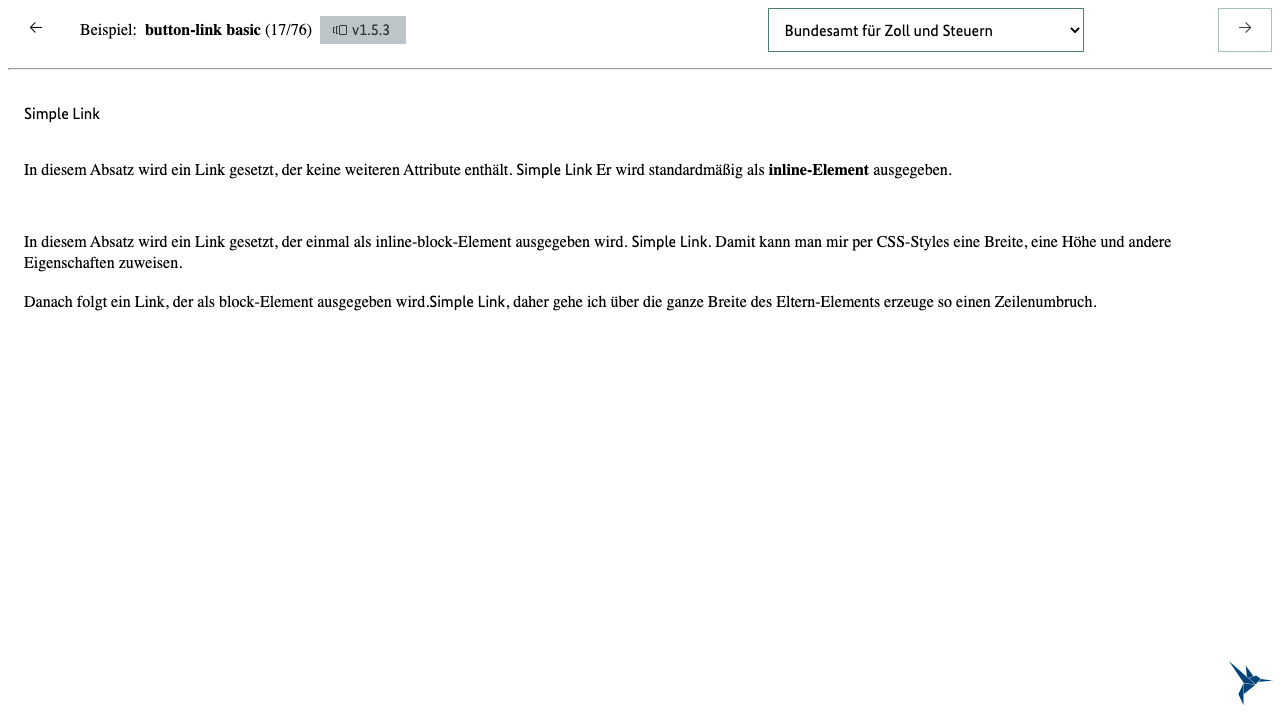 Beispiel: button-link basic (17/76) v1.5.3 Bundesamt für Zoll und Steuern
Simple Link
In diesem Absatz wird ein Link gesetzt, der keine weiteren Attribute enthält. Simple Link Er wird standardmäßig als inline-Element ausgegeben.
In diesem Absatz wird ein Link gesetzt, der einmal als inline-block-Element ausgegeben wird. Simple Link. Damit kann man mir per CSS-Styles eine Breite, eine Höhe und andere
Eigenschaften zuweisen.
Danach folgt ein Link, der als block-Element ausgegeben wird.Simple Link, daher gehe ich über die ganze Breite des Eltern-Elements erzeuge so einen Zeilenumbruch.